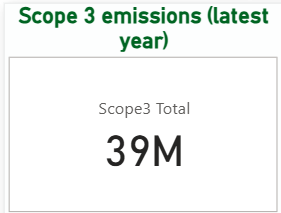 Scope 3 emissions (latest
year)
Scope3 Total
39M